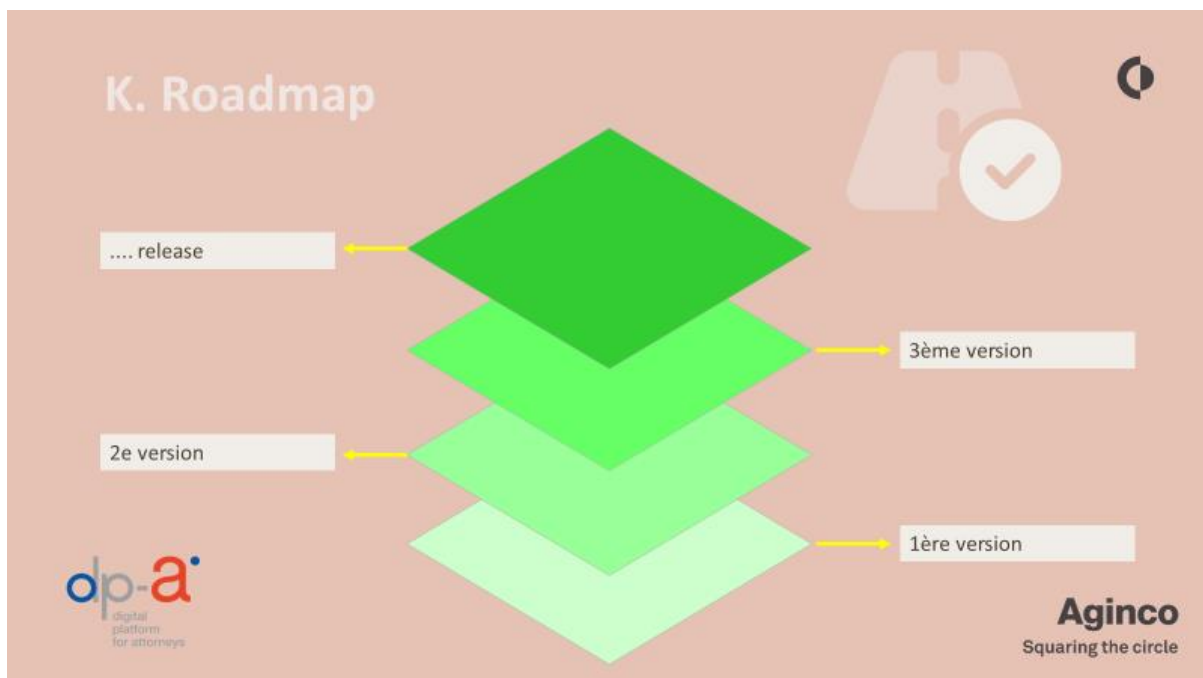 K. Roadmap
.... release
3ème version
2e version
1ère version
dp-a
digital
platform
for attorneys
Aginco
Squaring the circle